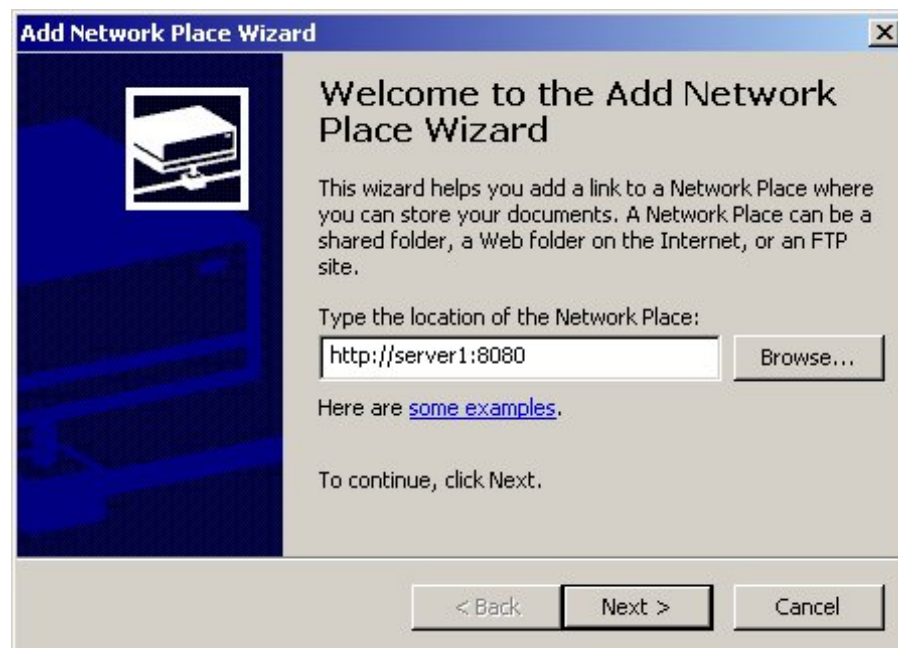 Add Network Place Wizard
Welcome to the Add Network
Place Wizard
This wizard helps you add a link to a Network Place where
you can store your documents. A Network Place can be a
shared folder, a Web folder on the Internet, or an FTP
site.
Type the location of the Network Place:
http://server1:8080
Browse...
Here are some examples.
To continue, click Next.
< Back
Next >
Cancel